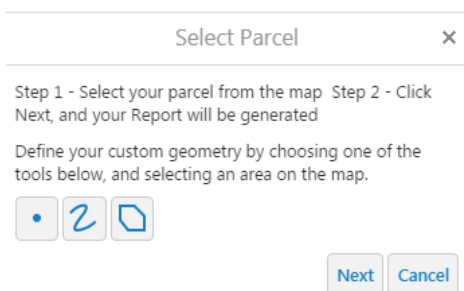 Select Parcel ×
Step 1 - Select your parcel from the map  Step 2 - Click
Next, and your Report will be generated
Define your custom geometry by choosing one of the
tools below, and selecting an area on the map.
Next Cancel